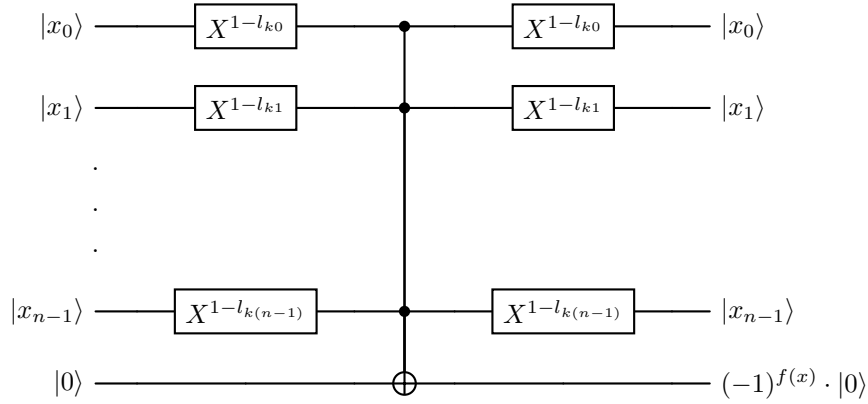 |x₀⟩ X^{1−l_{k0}} X^{1−l_{k0}} |x₀⟩
|x₁⟩ X^{1−l_{k1}} X^{1−l_{k1}} |x₁⟩
.
.
.
|x_{n−1}⟩ X^{1−l_{k(n−1)}} X^{1−l_{k(n−1)}} |x_{n−1}⟩
|0⟩ (−1)^{f(x)} · |0⟩